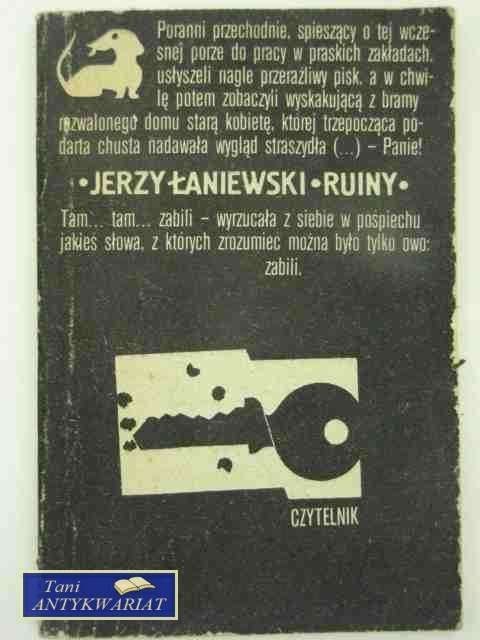 Poranni przechodnie, spieszący o tej wcze-
snej porze do pracy w praskich zakładach,
usłyszeli nagle przeraźliwy pisk, a w chwi-
lę potem zobaczyli wyskakującą z bramy
rozwalonego domu starą kobietę, której trzepocząca po-
darta chusta nadawała wygląd straszydła (...) – Panie!
•JERZY ŁANIEWSKI•RUINY•
Tam... tam... zabili – wyrzucała z siebie w pospiechu
jakieś słowa, z których zrozumiec można było tylko owo:
zabili.
CZYTELNIK
Tani
ANTYKWARIAT